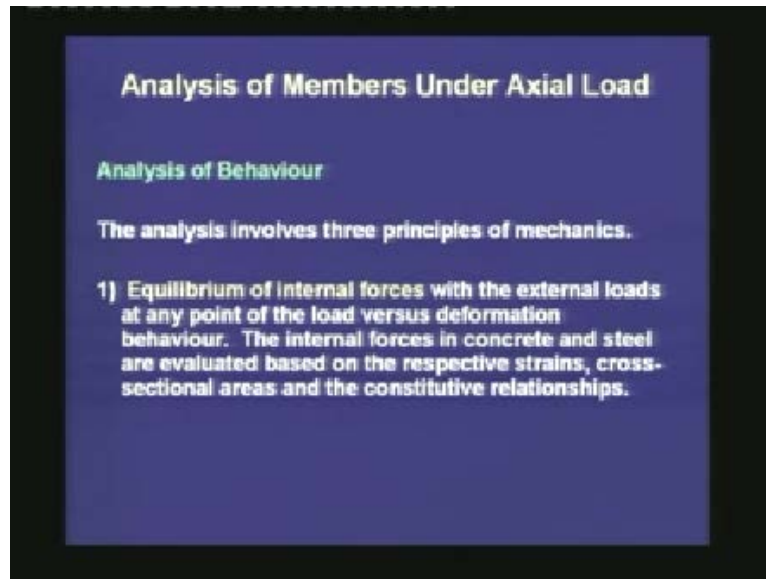 Analysis of Members Under Axial Load
Analysis of Behaviour
The analysis involves three principles of mechanics.
1) Equilibrium of internal forces with the external loads
at any point of the load versus deformation
behaviour. The internal forces in concrete and steel
are evaluated based on the respective strains, cross-
sectional areas and the constitutive relationships.